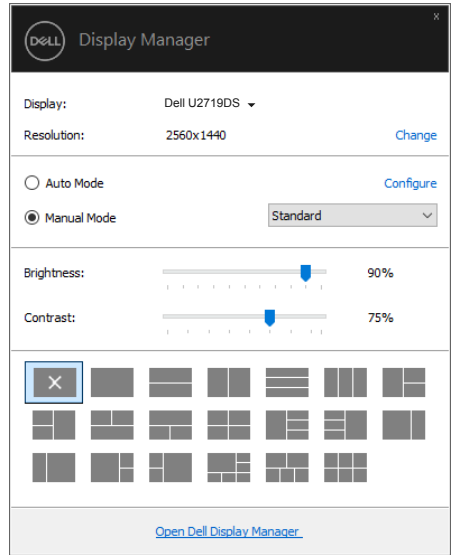 x
DELL Display Manager
Display: Dell U2719DS
Resolution: 2560x1440 Change
Auto Mode Configure
Manual Mode Standard
Brightness: 90%
Contrast: 75%
Open Dell Display Manager